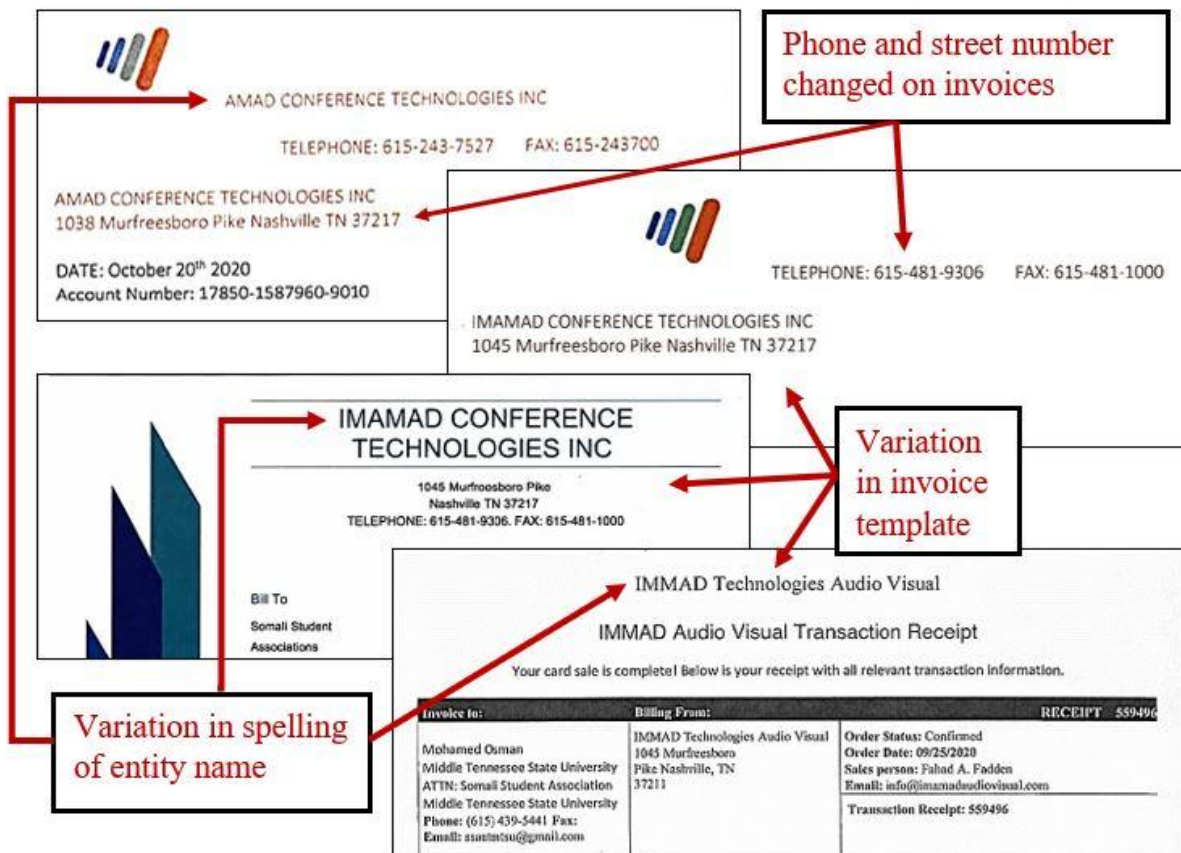 AMAD CONFERENCE TECHNOLOGIES INC
TELEPHONE: 615-243-7527 FAX: 615-243700
AMAD CONFERENCE TECHNOLOGIES INC
1038 Murfreesboro Pike Nashville TN 37217
DATE: October 20th 2020
Account Number: 17850-1587960-9010
Phone and street number
changed on invoices
TELEPHONE: 615-481-9306 FAX: 615-481-1000
IMAMAD CONFERENCE TECHNOLOGIES INC
1045 Murfreesboro Pike Nashville TN 37217
IMAMAD CONFERENCE
TECHNOLOGIES INC
1045 Murfroosboro Pike
Nashville TN 37217
TELEPHONE: 615-481-9306. FAX: 615-481-1000
Bill To
Somali Student
Associations
Variation
in invoice
template
Variation in spelling
of entity name
IMMAD Technologies Audio Visual
IMMAD Audio Visual Transaction Receipt
Your card sale is complete! Below is your receipt with all relevant transaction information.
Invoice to: Billing From: RECEIPT 559496
Mohamed Osman
Middle Tennessee State University
ATTN: Somali Student Association
Middle Tennessee State University
Phone: (615) 439-5441 Fax:
Email: ssautmtsu@gmail.com
IMMAD Technologies Audio Visual
1045 Murfreesboro
Pike Nashville, TN
37211
Order Status: Confirmed
Order Date: 09/25/2020
Sales person: Fahad A. Fadden
Email: info@imamadaudiovisual.com
Transaction Receipt: 559496